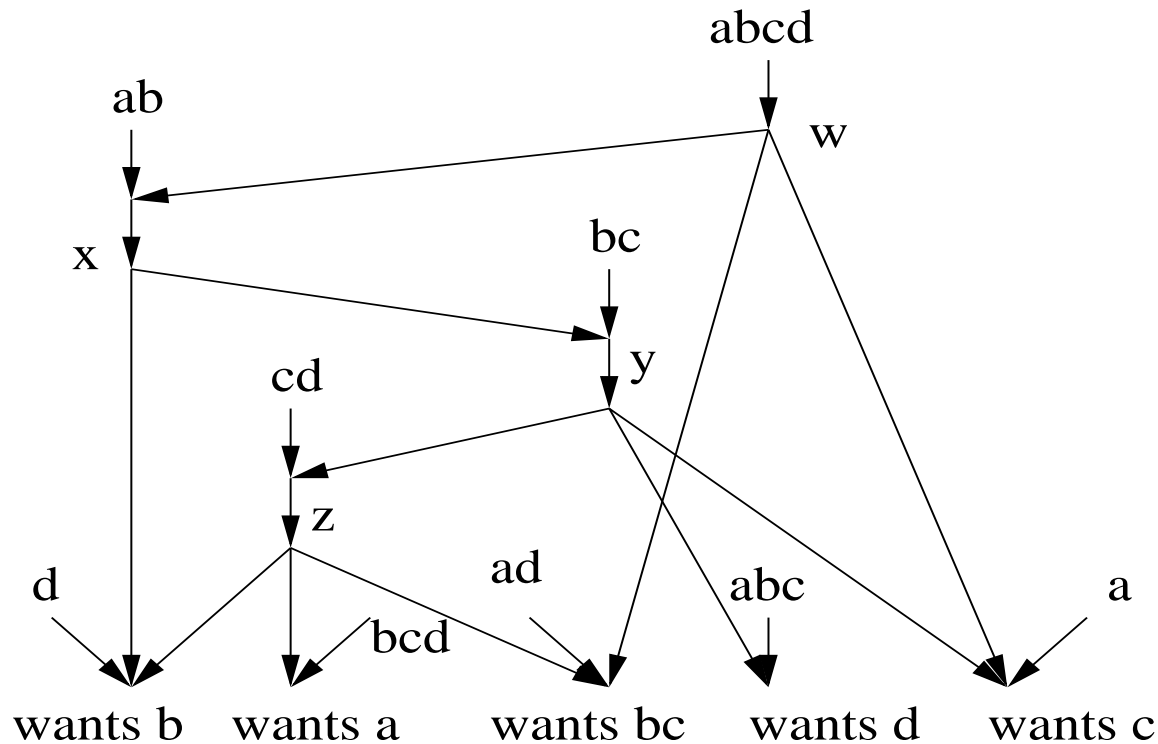 abcd
ab
w
bc
x
y
cd
z
ad
d
abc
a
bcd
wants b
wants a
wants bc
wants d
wants c